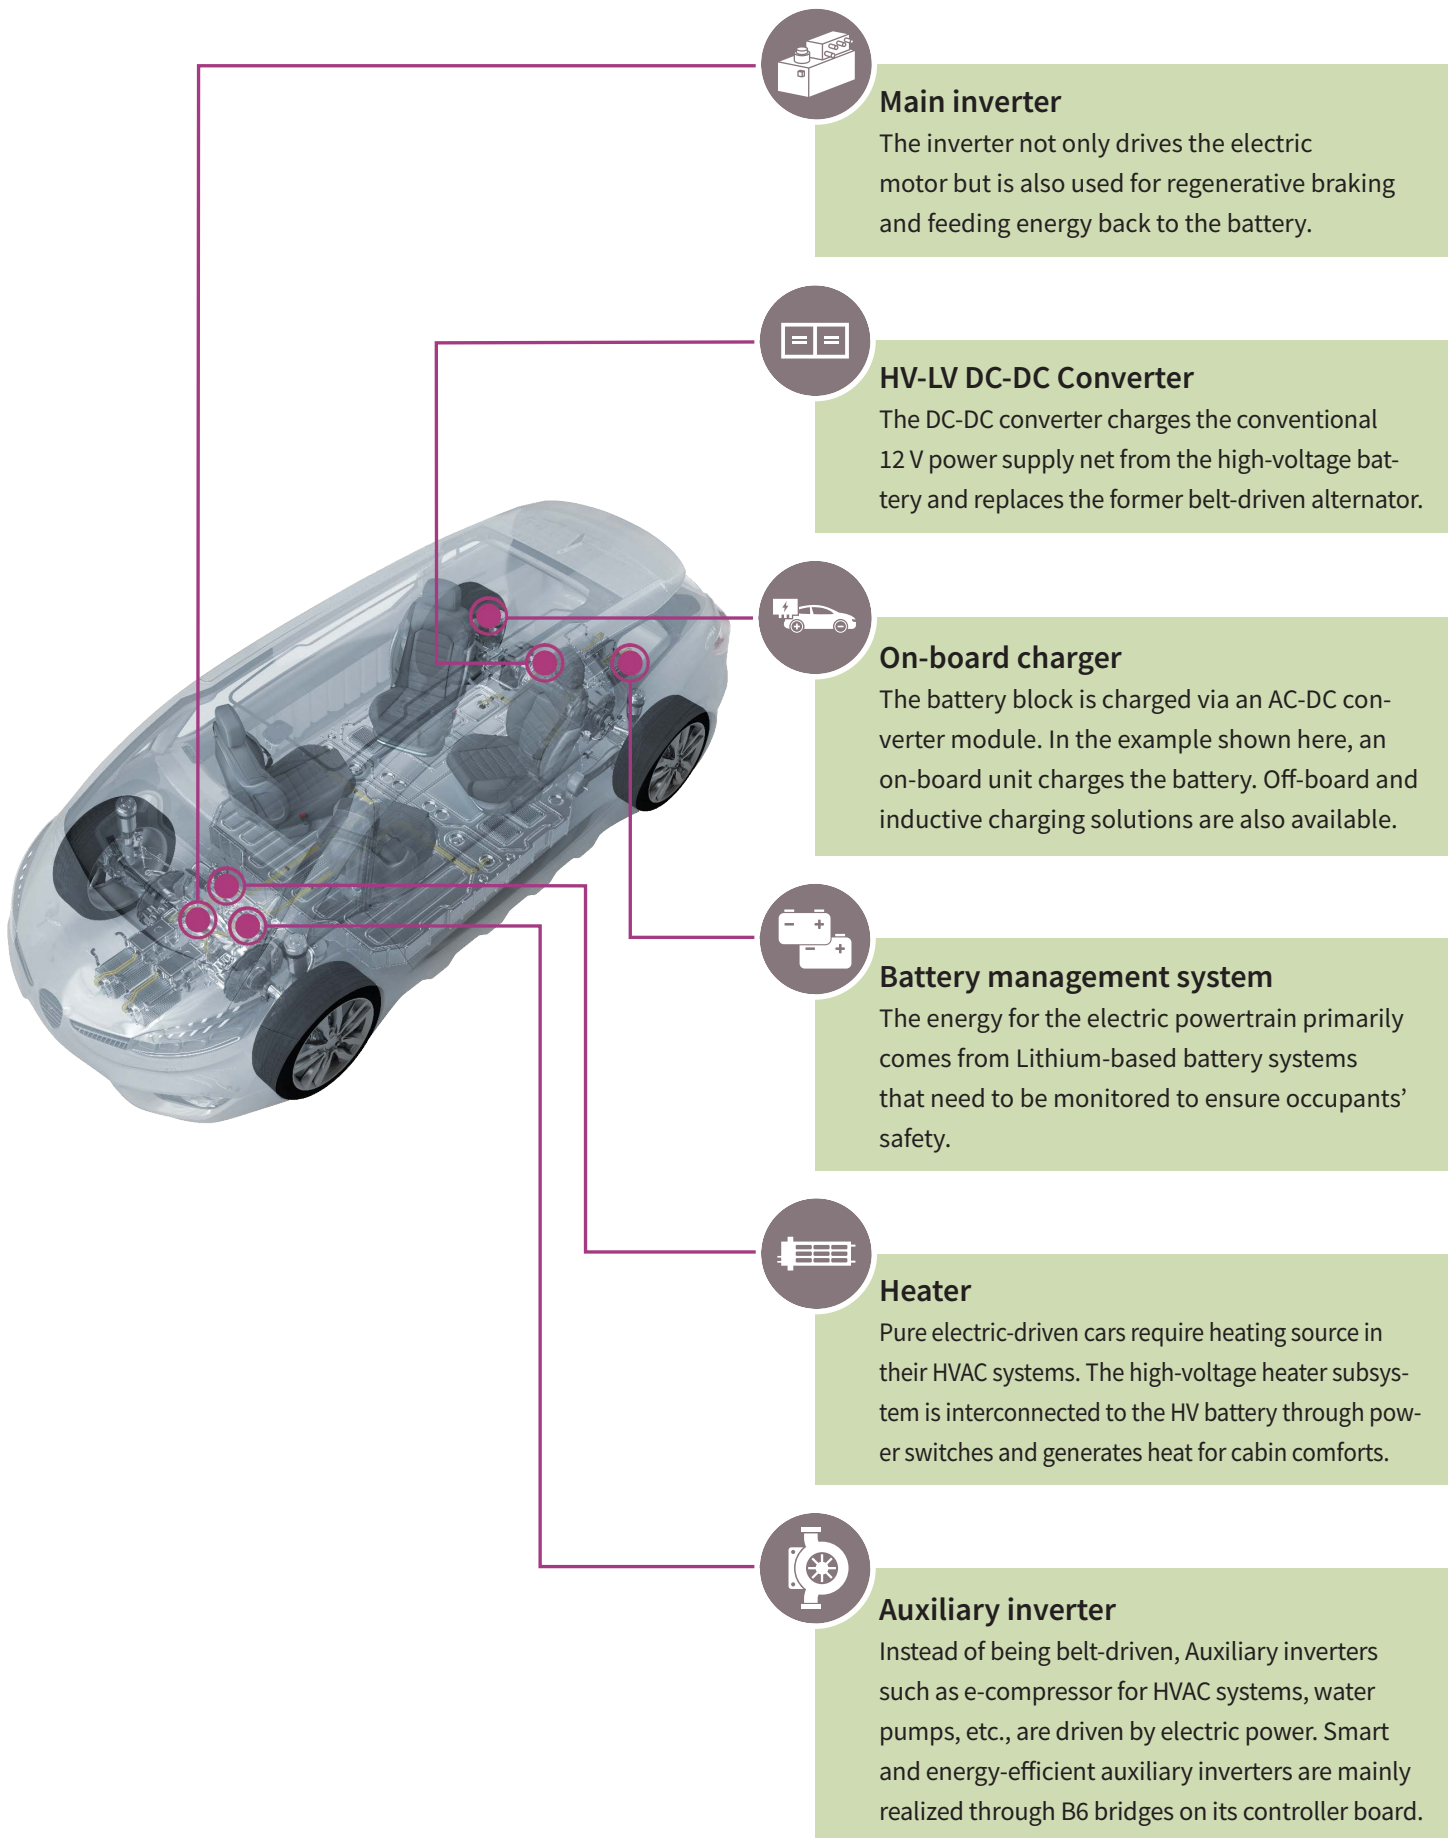 Main inverter
The inverter not only drives the electric
motor but is also used for regenerative braking
and feeding energy back to the battery.
HV-LV DC-DC Converter
The DC-DC converter charges the conventional
12 V power supply net from the high-voltage bat-
tery and replaces the former belt-driven alternator.
On-board charger
The battery block is charged via an AC-DC con-
verter module. In the example shown here, an
on-board unit charges the battery. Off-board and
inductive charging solutions are also available.
Battery management system
The energy for the electric powertrain primarily
comes from Lithium-based battery systems
that need to be monitored to ensure occupants’
safety.
Heater
Pure electric-driven cars require heating source in
their HVAC systems. The high-voltage heater subsys-
tem is interconnected to the HV battery through pow-
er switches and generates heat for cabin comforts.
Auxiliary inverter
Instead of being belt-driven, Auxiliary inverters
such as e-compressor for HVAC systems, water
pumps, etc., are driven by electric power. Smart
and energy-efficient auxiliary inverters are mainly
realized through B6 bridges on its controller board.